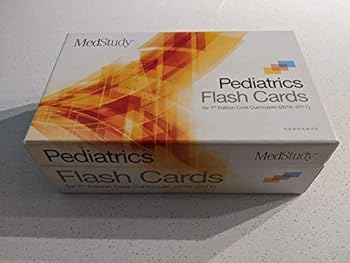 MedStudy
Pediatrics
Flash Cards
for 7th Edition Core Curriculum (2016–2017)
Pediatrics
MedStudy
Flash Cards
for 7th Edition Core Curriculum (2016–2017)